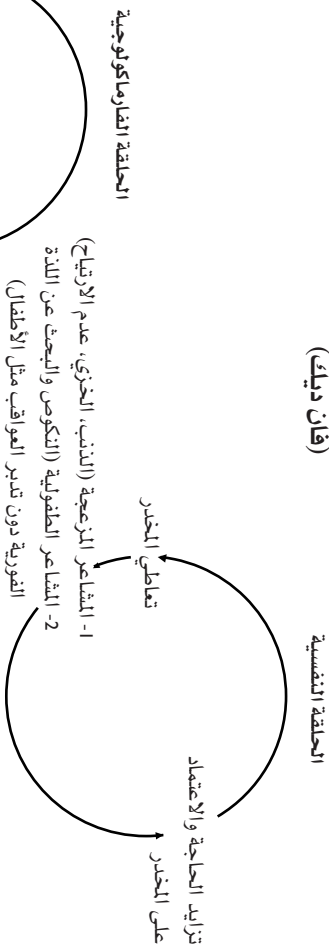 (فان ديك)
الحلقة النفسية
الحلقة الفارماكولوجية
تعاطي المخدر
1- المشاعر المزعجة (الذنب، الخزي، عدم الارتياح)
2- المشاعر الطفولية (النكوص والبحث عن اللذة
الفورية دون تدبر العواقب مثل الأطفال)
تزايد الحاجة والاعتماد
على المخدر